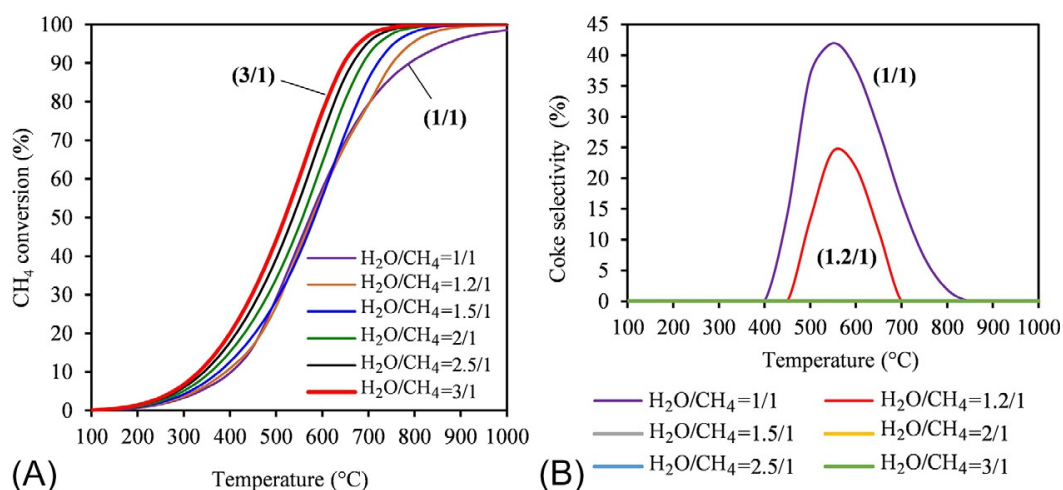 100
90
80
70
60
50
40
30
20
10
0
CH₄ conversion (%)
(3/1)
(1/1)
H₂O/CH₄=1/1
H₂O/CH₄=1.2/1
H₂O/CH₄=1.5/1
H₂O/CH₄=2/1
H₂O/CH₄=2.5/1
H₂O/CH₄=3/1
100 200 300 400 500 600 700 800 900 1000
Temperature (°C)
(A)
45
40
35
30
25
20
15
10
5
0
Coke selectivity (%)
(1/1)
(1.2/1)
100 200 300 400 500 600 700 800 900 1000
Temperature (°C)
H₂O/CH₄=1/1 H₂O/CH₄=1.2/1
H₂O/CH₄=1.5/1 H₂O/CH₄=2/1
H₂O/CH₄=2.5/1 H₂O/CH₄=3/1
(B)